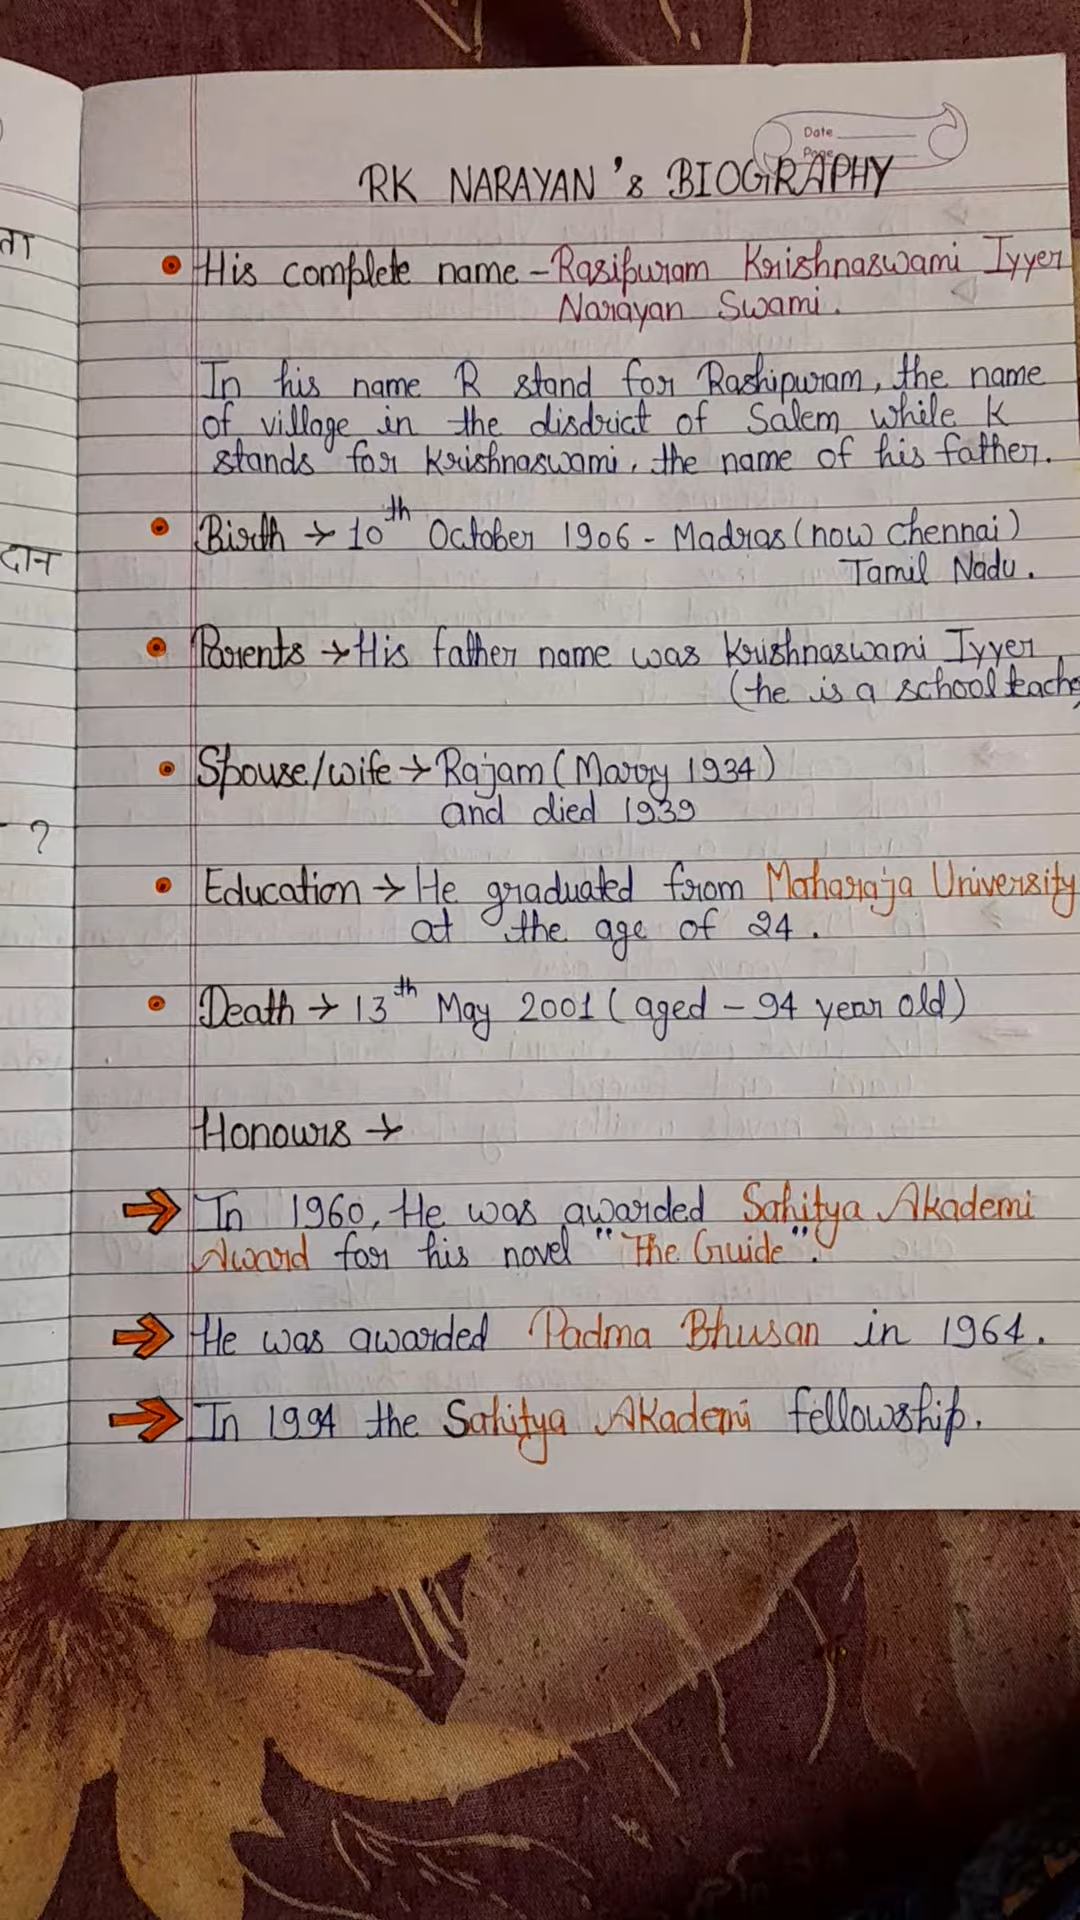 ता
दान
- ?
Date
Page
RK NARAYAN's BIOGRAPHY
• His complete name - Rasipuram Krishnaswami Iyyer
Narayan Swami.
In his name R stand for Rashipuram, the name
of village in the disdrict of Salem while K
stands for Krishnaswami, the name of his father.
• Birth → 10th October 1906 - Madras (now chennai)
Tamil Nadu.
• Parents → His father name was Krishnaswami Iyyer
(he is a school teache
• Spouse/wife → Rajam (Marry 1934)
and died 1939
• Education → He graduated from Maharaja University
at the age of 24.
• Death → 13th May 2001 (aged - 94 year old)
Honours →
⇒ In 1960, He was awarded Sahitya Akademi
Award for his novel "The Guide".
⇒ He was awarded Padma Bhusan in 1964.
⇒ In 1994 the Sahitya Akademi fellowship.